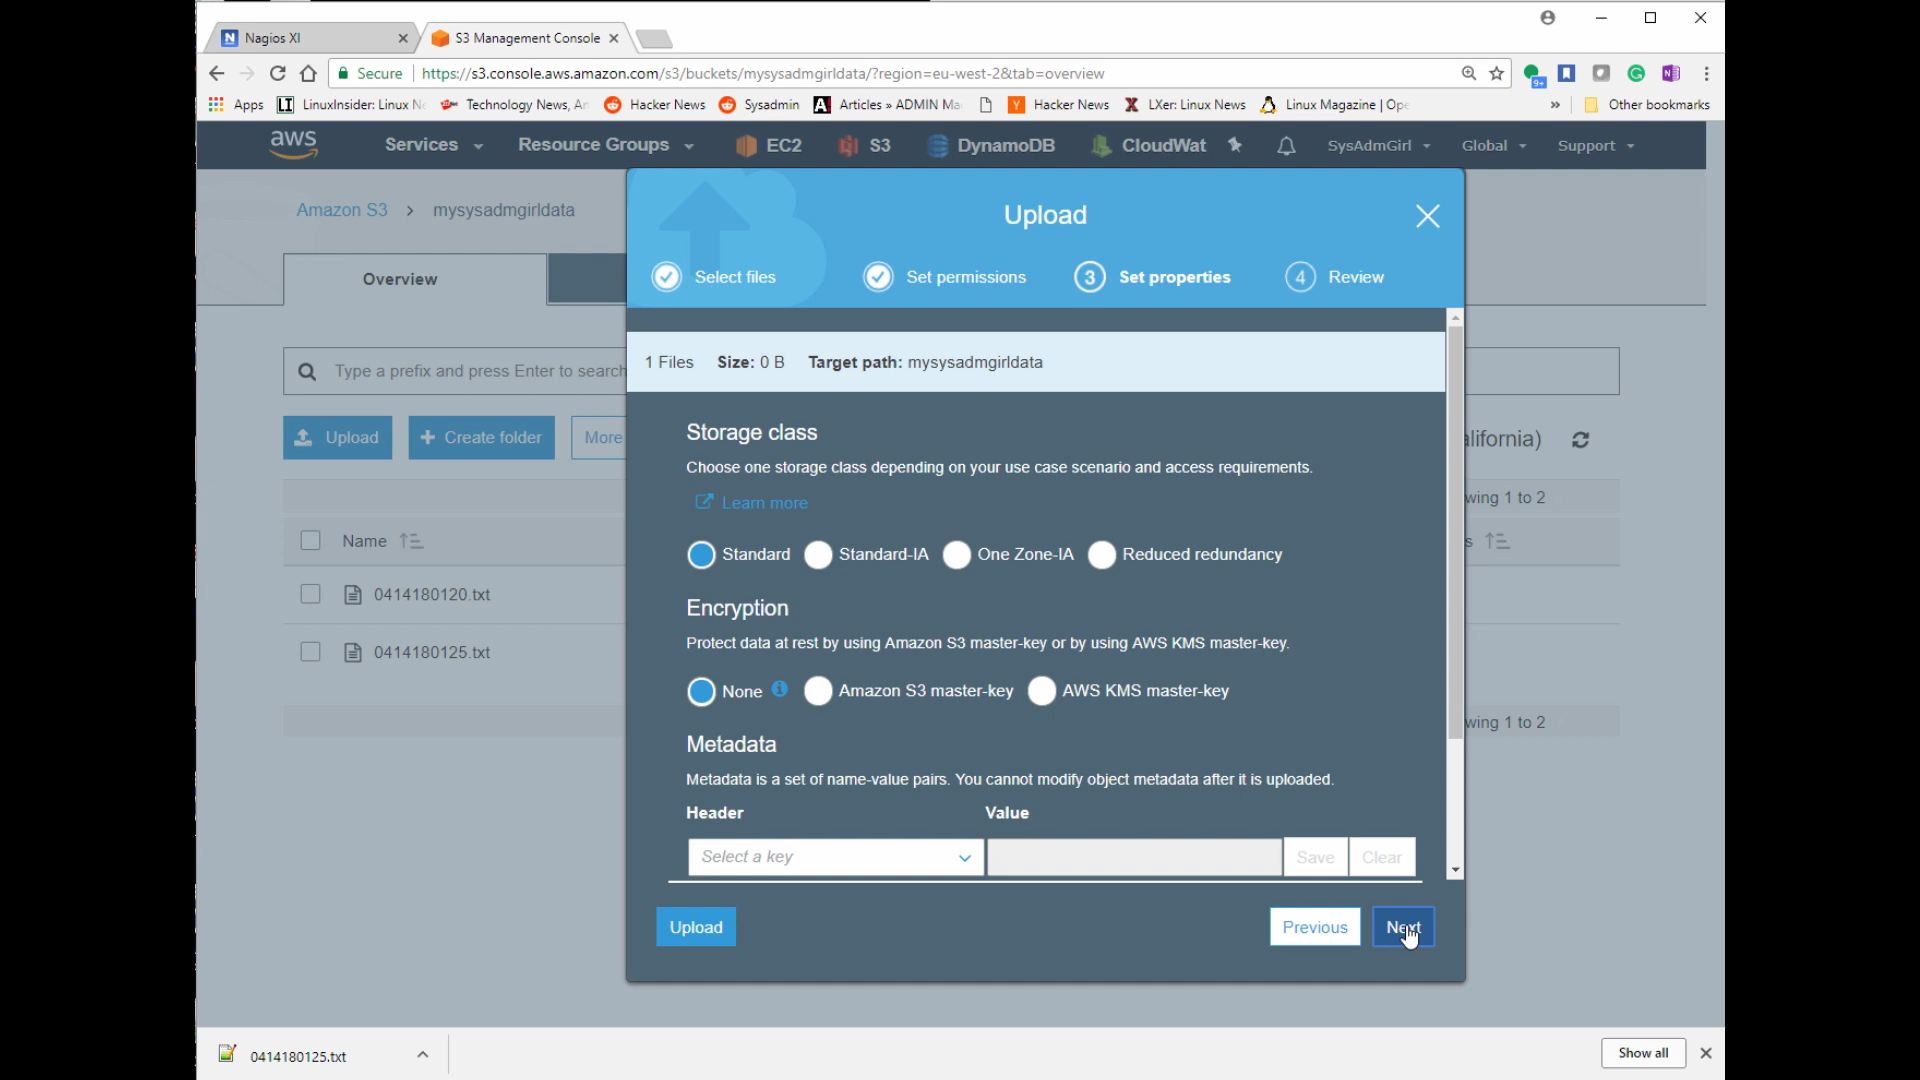 Nagios XI
S3 Management Console
Secure
https://s3.console.aws.amazon.com/s3/buckets/mysysadmgirldata/?region=eu-west-2&tab=overview
9+
Apps
LI LinuxInsider: Linux N
Technology News, An
Hacker News
Sysadmin
A Articles » ADMIN Ma
Y Hacker News
X LXer: Linux News
Linux Magazine | Ope
»
Other bookmarks
aws
Services
Resource Groups
EC2
S3
DynamoDB
CloudWat
SysAdmGirl
Global
Support
Amazon S3 > mysysadmgirldata
Overview
Type a prefix and press Enter to search
Upload
+ Create folder
More
alifornia)
wing 1 to 2
Name
s
0414180120.txt
0414180125.txt
wing 1 to 2
Upload
Select files
Set permissions
3 Set properties
4 Review
1 Files Size: 0 B Target path: mysysadmgirldata
Storage class
Choose one storage class depending on your use case scenario and access requirements.
Learn more
Standard Standard-IA One Zone-IA Reduced redundancy
Encryption
Protect data at rest by using Amazon S3 master-key or by using AWS KMS master-key.
None Amazon S3 master-key AWS KMS master-key
Metadata
Metadata is a set of name-value pairs. You cannot modify object metadata after it is uploaded.
Header Value
Select a key Save Clear
Upload Previous Next
0414180125.txt
Show all